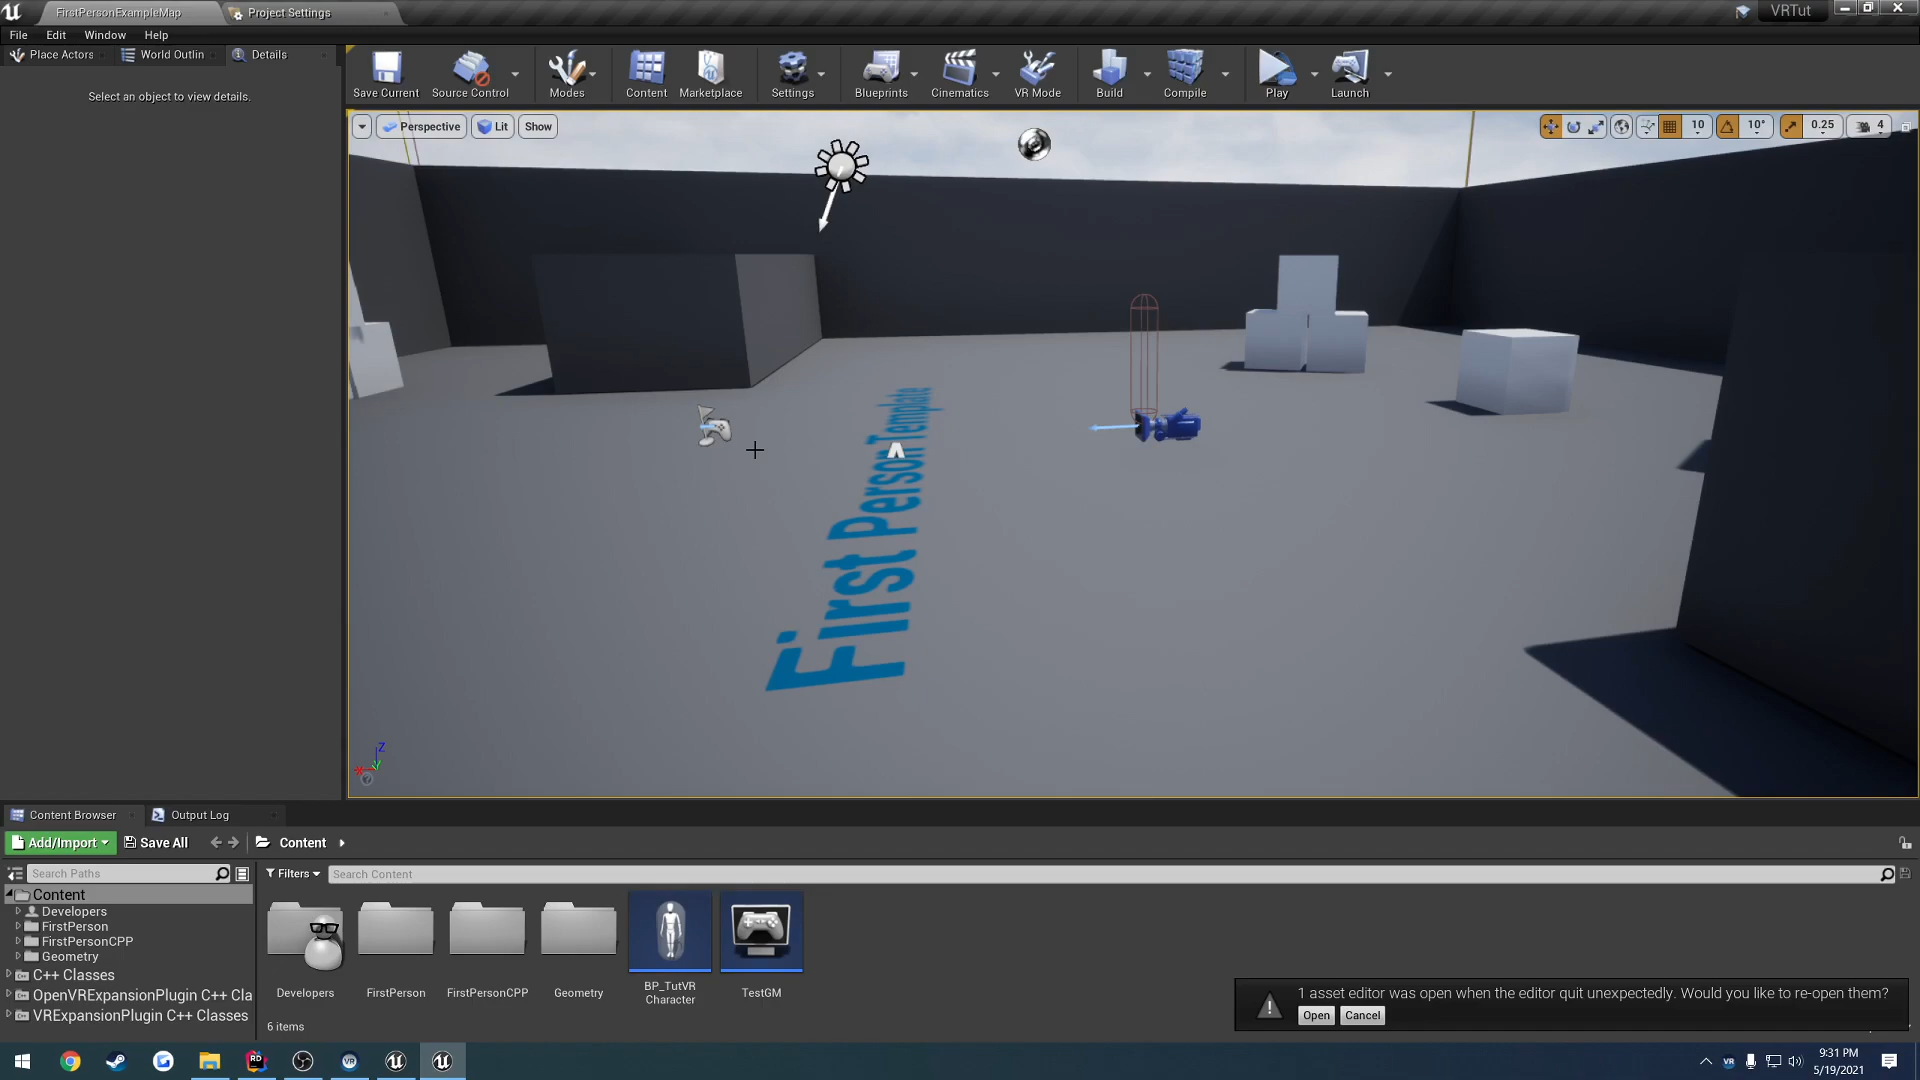 FirstPersonExampleMap
Project Settings
VRTut
File Edit Window Help
Place Actors
World Outlin
Details
Select an object to view details.
Save Current
Source Control
Modes
Content
Marketplace
Settings
Blueprints
Cinematics
VR Mode
Build
Compile
Play
Launch
Perspective
Lit
Show
10
10°
0.25
4
First Person Template
Z
X
Y
Content Browser
Output Log
Add/Import
Save All
Content
Search Paths
Filters
Search Content
Content
Developers
FirstPerson
FirstPersonCPP
Geometry
C++ Classes
OpenVRExpansionPlugin C++ Cla
VRExpansionPlugin C++ Classes
Developers
FirstPerson
FirstPersonCPP
Geometry
BP_TutVR
Character
TestGM
6 items
1 asset editor was open when the editor quit unexpectedly. Would you like to re-open them?
Open
Cancel
9:31 PM
5/19/2021